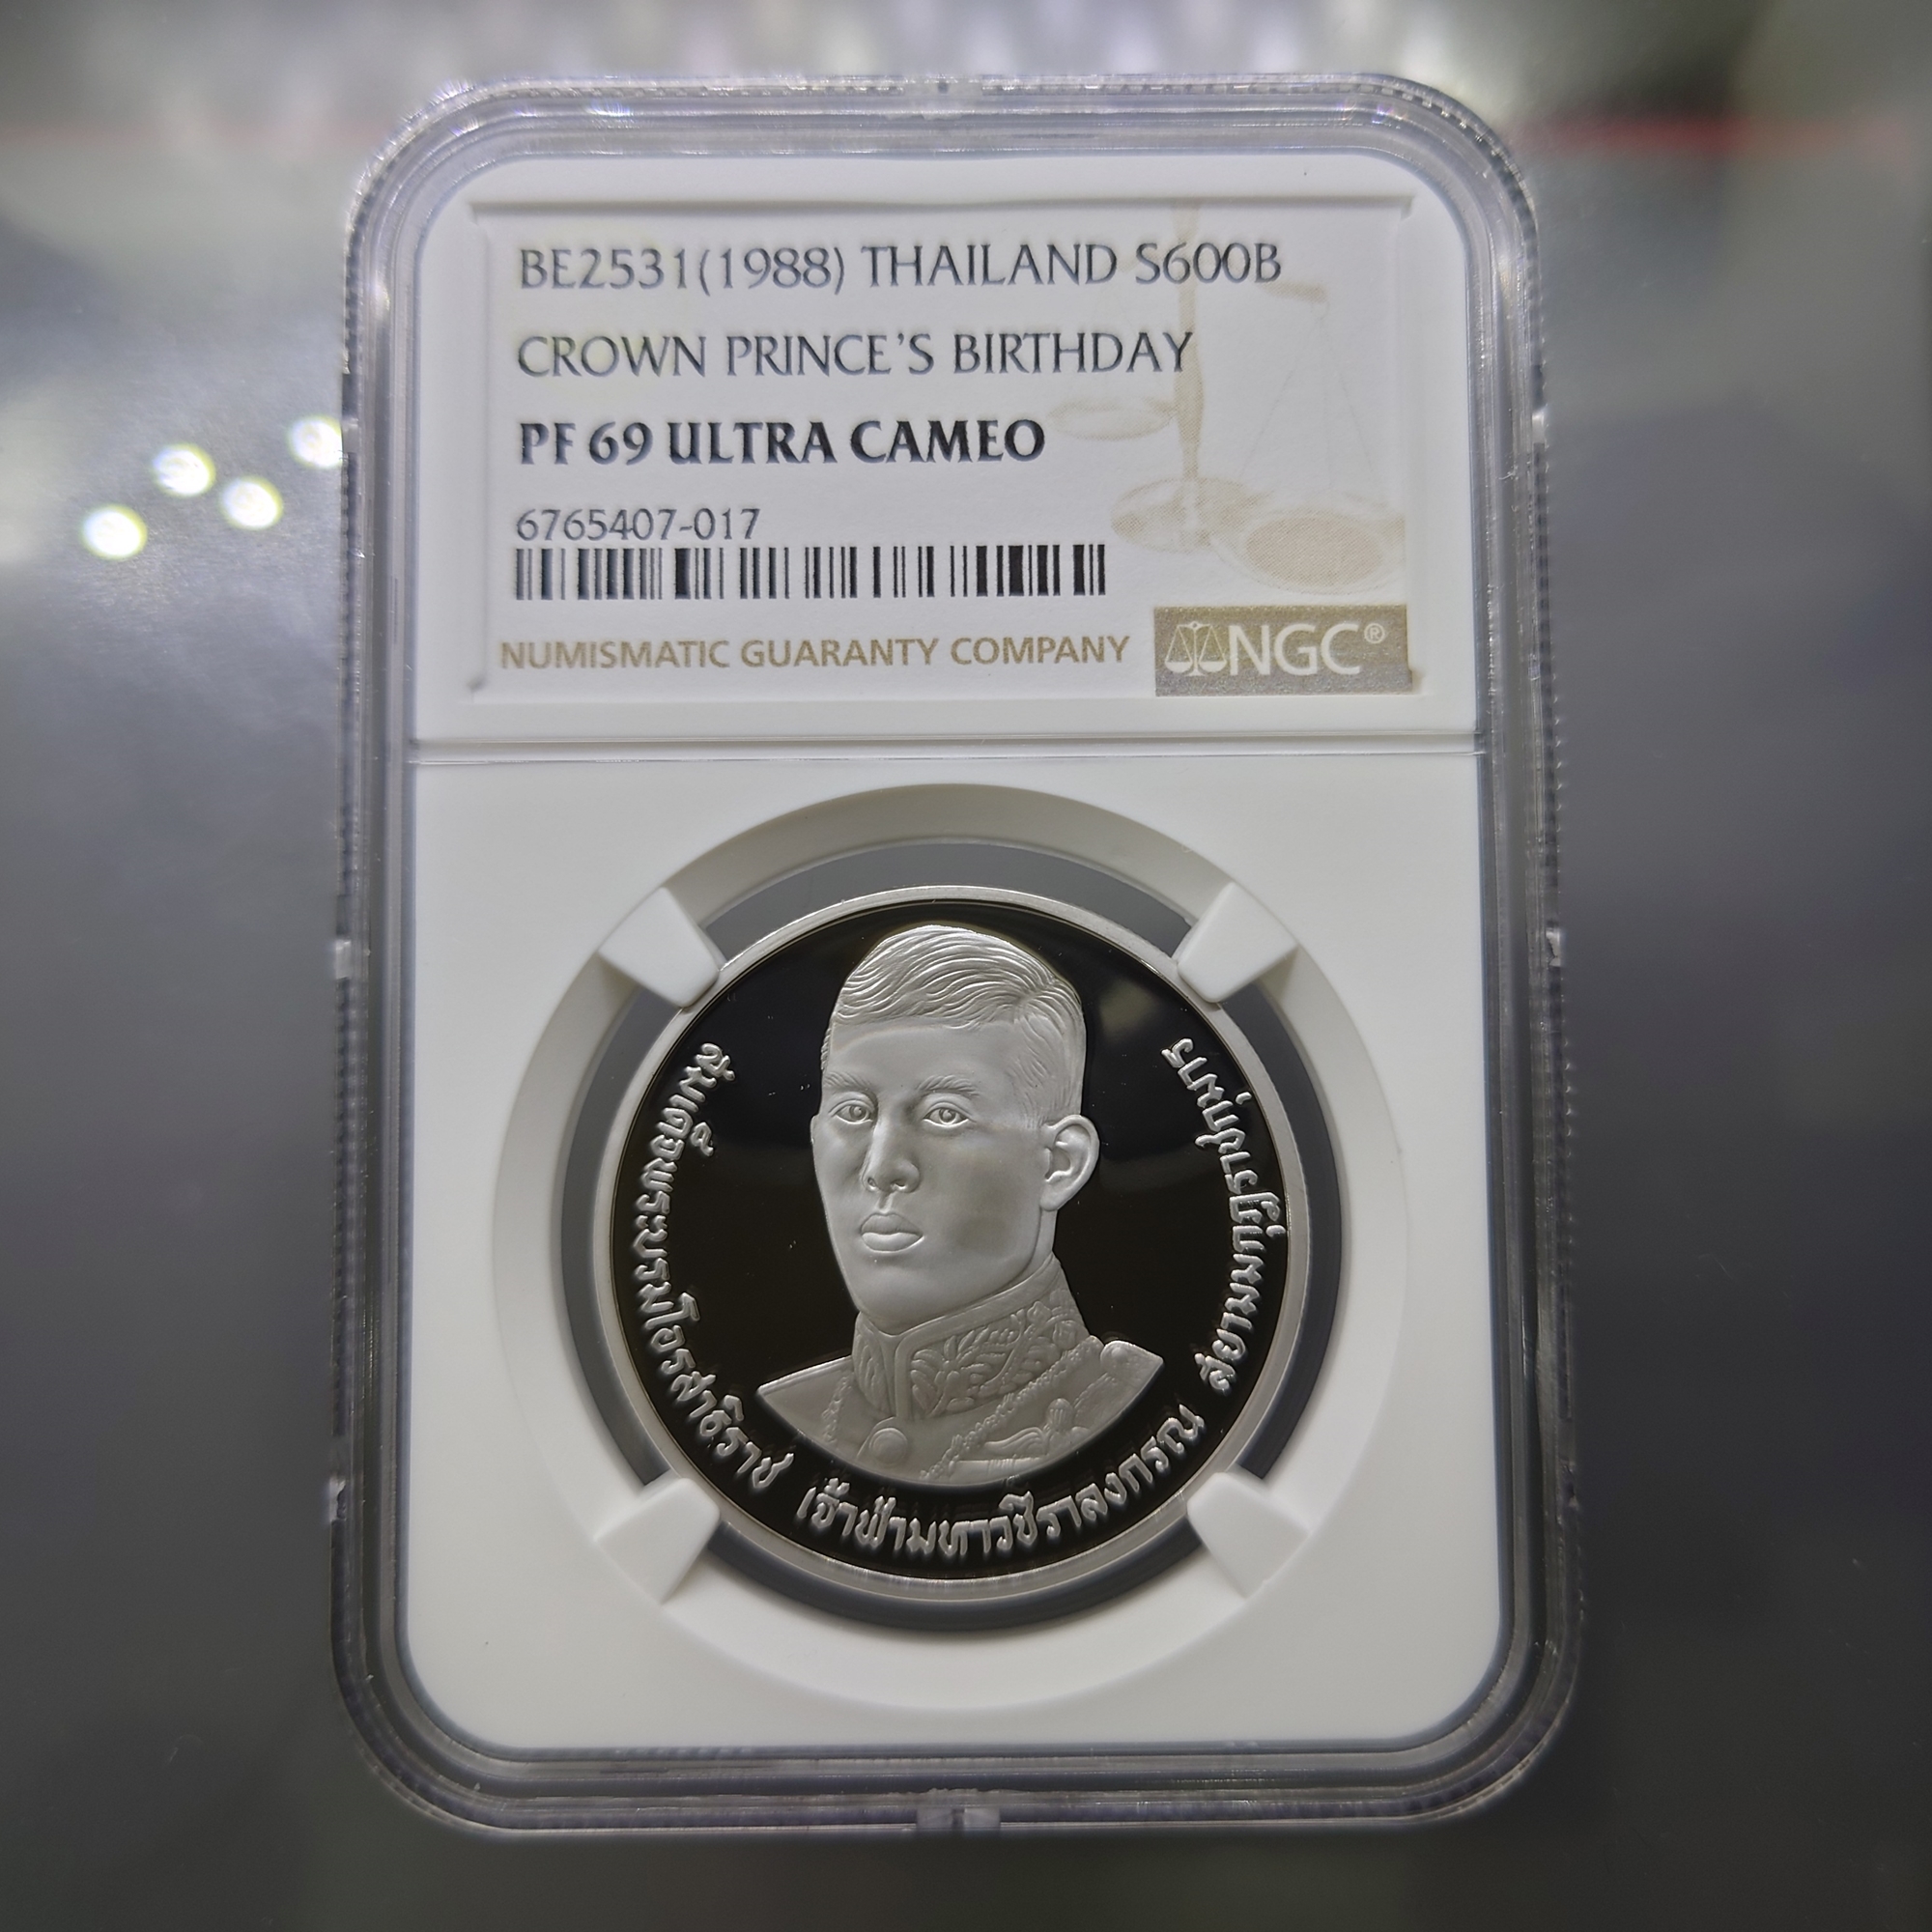 BE2531(1988) THAILAND S600B
CROWN PRINCE'S BIRTHDAY
PF 69 ULTRA CAMEO
6765407-017
NUMISMATIC GUARANTY COMPANY NGC®
สมเด็จพระบรมโอรสาธิราช เจ้าฟ้ามหาวชิราลงกรณ สยามมกุฎราชกุมาร